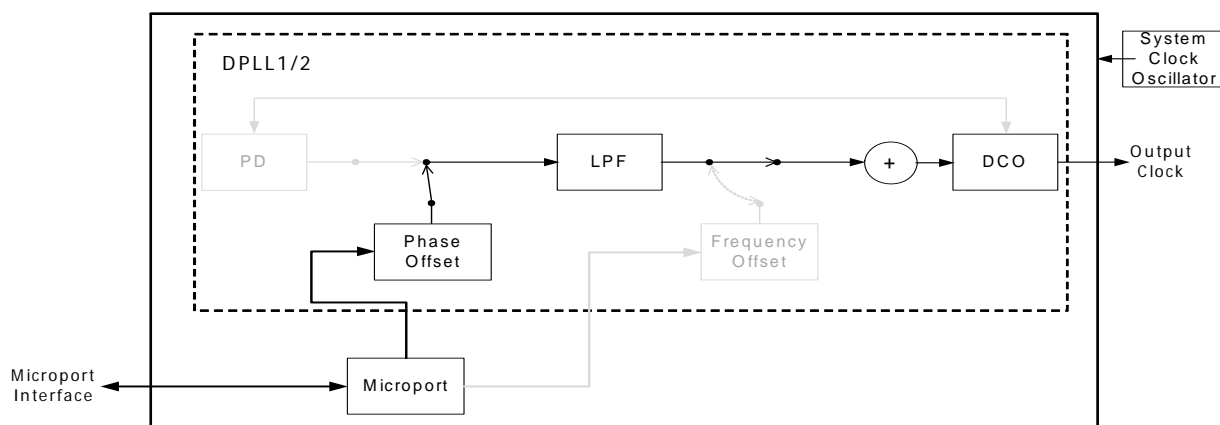 System
Clock
Oscillator
DPLL1/2
PD
LPF
+
DCO
Output
Clock
Phase
Offset
Frequency
Offset
Microport
Interface
Microport